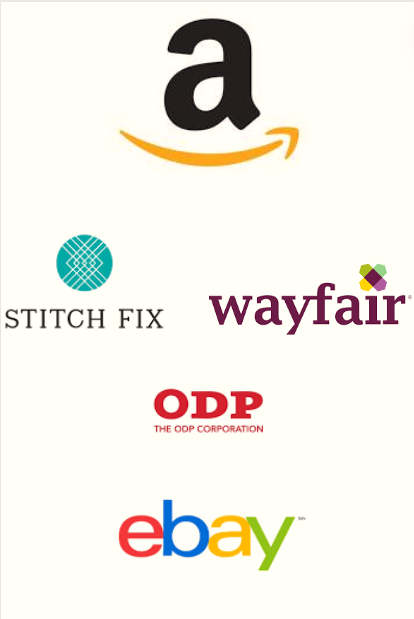 a
STITCH FIX
wayfair
ODP
THE ODP CORPORATION
ebay